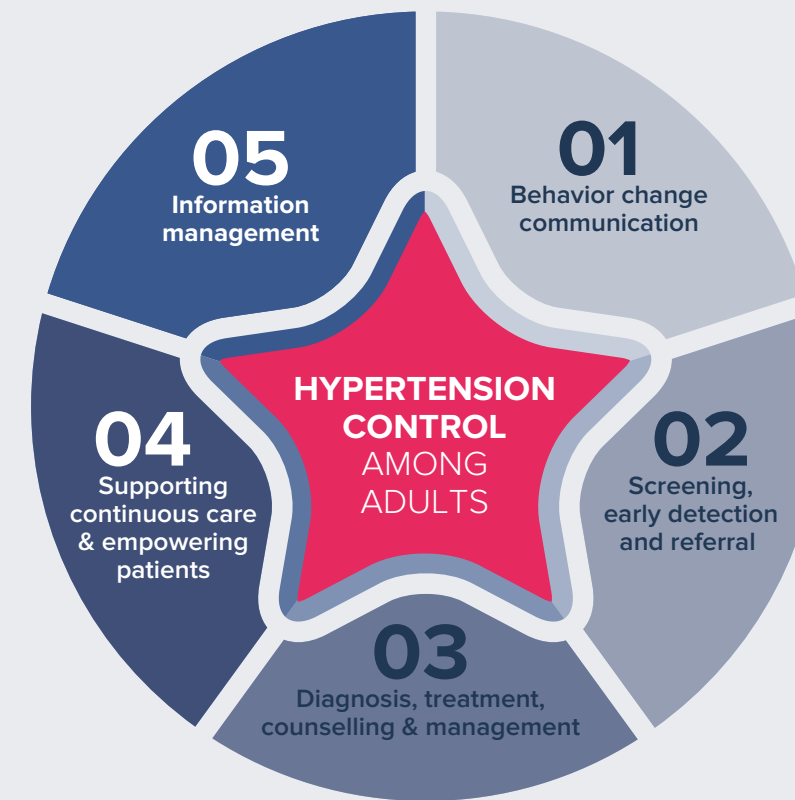 01
Behavior change
communication
02
Screening,
early detection
and referral
03
Diagnosis, treatment,
counselling & management
04
Supporting
continuous care
& empowering
patients
05
Information
management
HYPERTENSION
CONTROL
AMONG
ADULTS